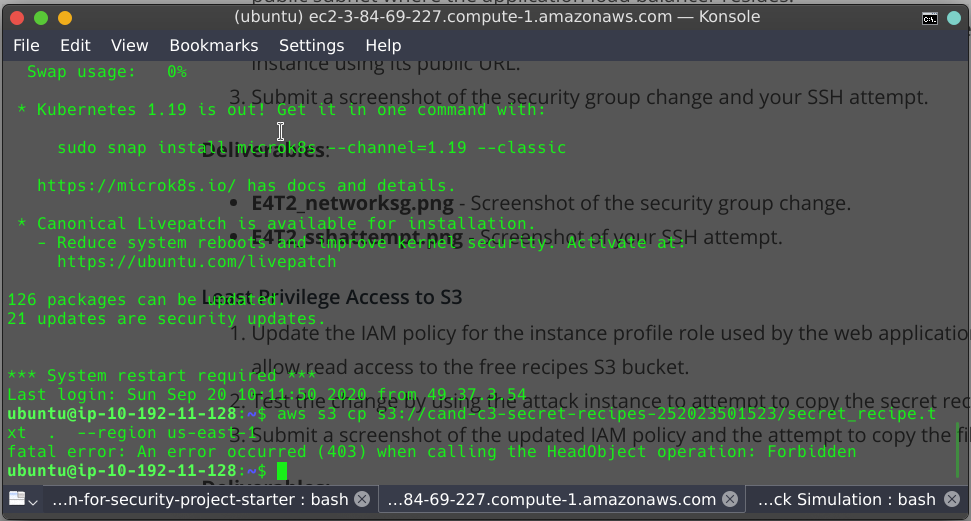 public subnet where the application load balancer resides.
(ubuntu) ec2-3-84-69-227.compute-1.amazonaws.com — Konsole
File Edit View Bookmarks Settings Help
instance using its public URL.
Swap usage: 0%
3. Submit a screenshot of the security group change and your SSH attempt.
* Kubernetes 1.19 is out! Get it in one command with:
sudo snap install microk8s --channel=1.19 --classic
Deliverables:
https://microk8s.io/ has docs and details.
• E4T2_networksg.png - Screenshot of the security group change.
* Canonical Livepatch is available for installation.
• E4T2_sshattempt.png - Screenshot of your SSH attempt.
- Reduce system reboots and improve kernel security. Activate at:
https://ubuntu.com/livepatch
Least Privilege Access to S3
126 packages can be updated.
21 updates are security updates.
1. Update the IAM policy for the instance profile role used by the web application
allow read access to the free recipes S3 bucket.
*** System restart required ***
Last login: Sun Sep 20 10:11:50 2020 from 49.37.3.54
2. Test the change by using the attack instance to attempt to copy the secret rec
ubuntu@ip-10-192-11-128:~$ aws s3 cp s3://cand-c3-secret-recipes-252023501523/secret_recipe.t
xt . --region us-east-1
3. Submit a screenshot of the updated IAM policy and the attempt to copy the fi
fatal error: An error occurred (403) when calling the HeadObject operation: Forbidden
ubuntu@ip-10-192-11-128:~$
Deliverables:
...n-for-security-project-starter : bash ...84-69-227.compute-1.amazonaws.com ...ck Simulation : bash